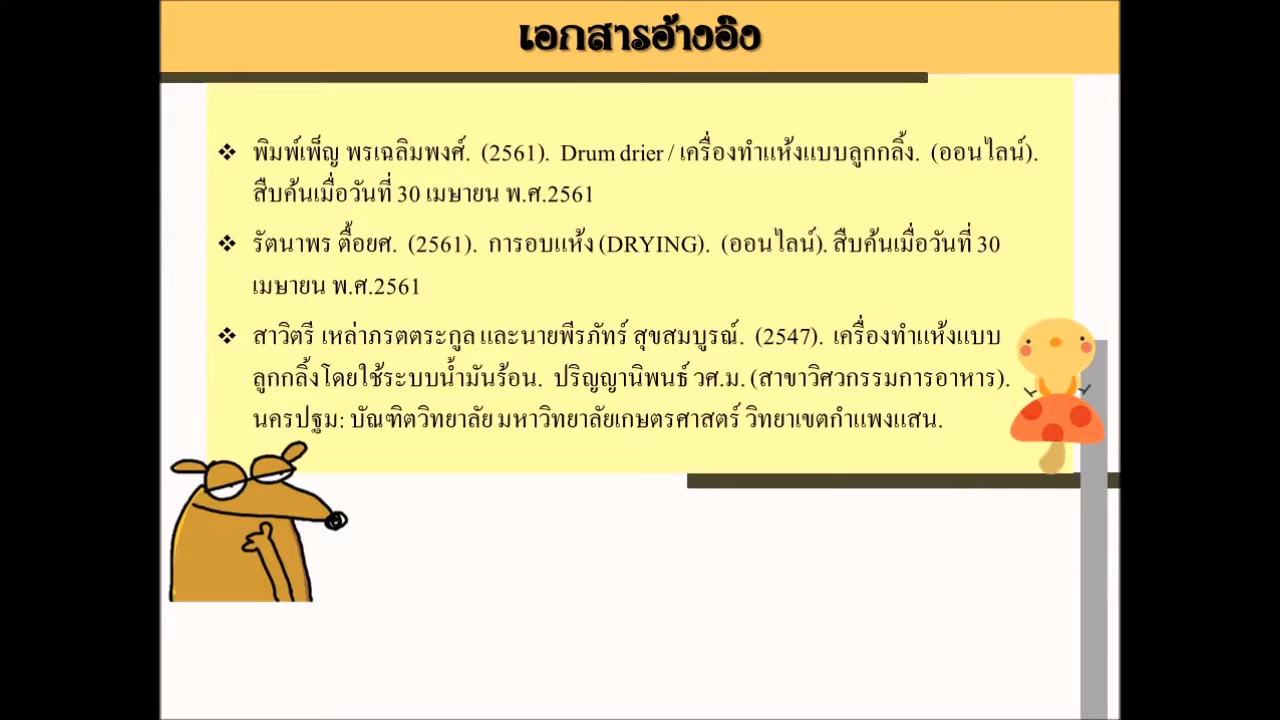 เอกสารอ้างอิง
❖ พิมพ์เพ็ญ พรเฉลิมพงศ์. (2561). Drum drier / เครื่องทำแห้งแบบลูกกลิ้ง. (ออนไลน์).
สืบค้นเมื่อวันที่ 30 เมษายน พ.ศ.2561
❖ รัตนาพร ตื้อยศ. (2561). การอบแห้ง (DRYING). (ออนไลน์). สืบค้นเมื่อวันที่ 30
เมษายน พ.ศ.2561
❖ สาวิตรี เหล่าภรตตระกูล และนายพีรภัทร์ สุขสมบูรณ์. (2547). เครื่องทำแห้งแบบ
ลูกกลิ้งโดยใช้ระบบน้ำมันร้อน. ปริญญานิพนธ์ วศ.ม. (สาขาวิศวกรรมการอาหาร).
นครปฐม: บัณฑิตวิทยาลัย มหาวิทยาลัยเกษตรศาสตร์ วิทยาเขตกำแพงแสน.